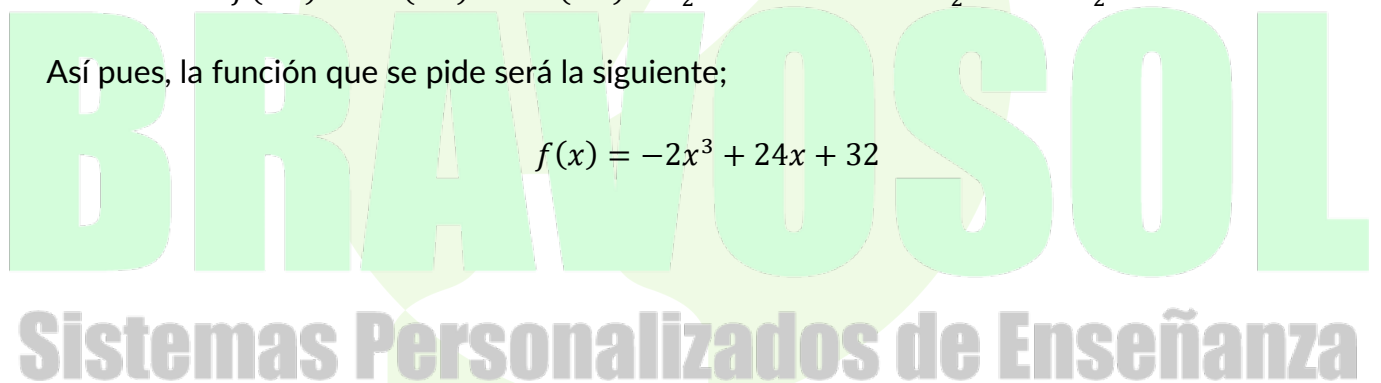 Así pues, la función que se pide será la siguiente;
f(x) = −2x³ + 24x + 32
BRAVOSOL
Sistemas Personalizados de Enseñanza